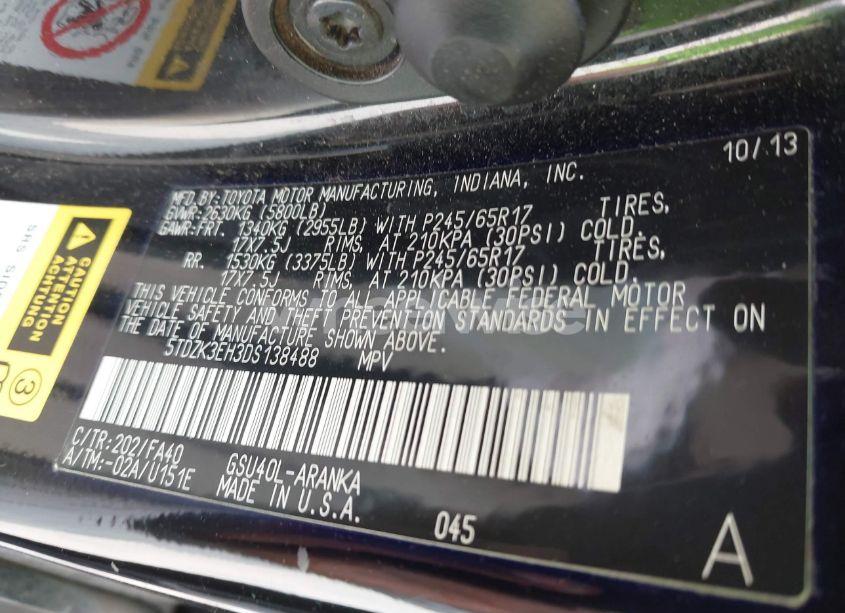 10/13
MFD.BY:TOYOTA MOTOR MANUFACTURING, INDIANA, INC.
GVWR:2630KG (5800LB)
GAWR:FRT. 1340KG (2955LB) WITH P245/65R17 TIRES,
17X7.5J RIMS, AT 210KPA (30PSI) COLD.
RR. 1530KG (3375LB) WITH P245/65R17 TIRES,
17X7.5J RIMS, AT 210KPA (30PSI) COLD.
THIS VEHICLE CONFORMS TO ALL APPLICABLE FEDERAL MOTOR
VEHICLE SAFETY AND THEFT PREVENTION STANDARDS IN EFFECT ON
THE DATE OF MANUFACTURE SHOWN ABOVE.
5TDZK3EH3DS138488 MPV
C/TR:202/FA40
A/TM:-02A/U151E
GSU40L-ARANKA
MADE IN U.S.A.
045
A
CAUTION
ATTENTION
ACHTUNG
3
SRS